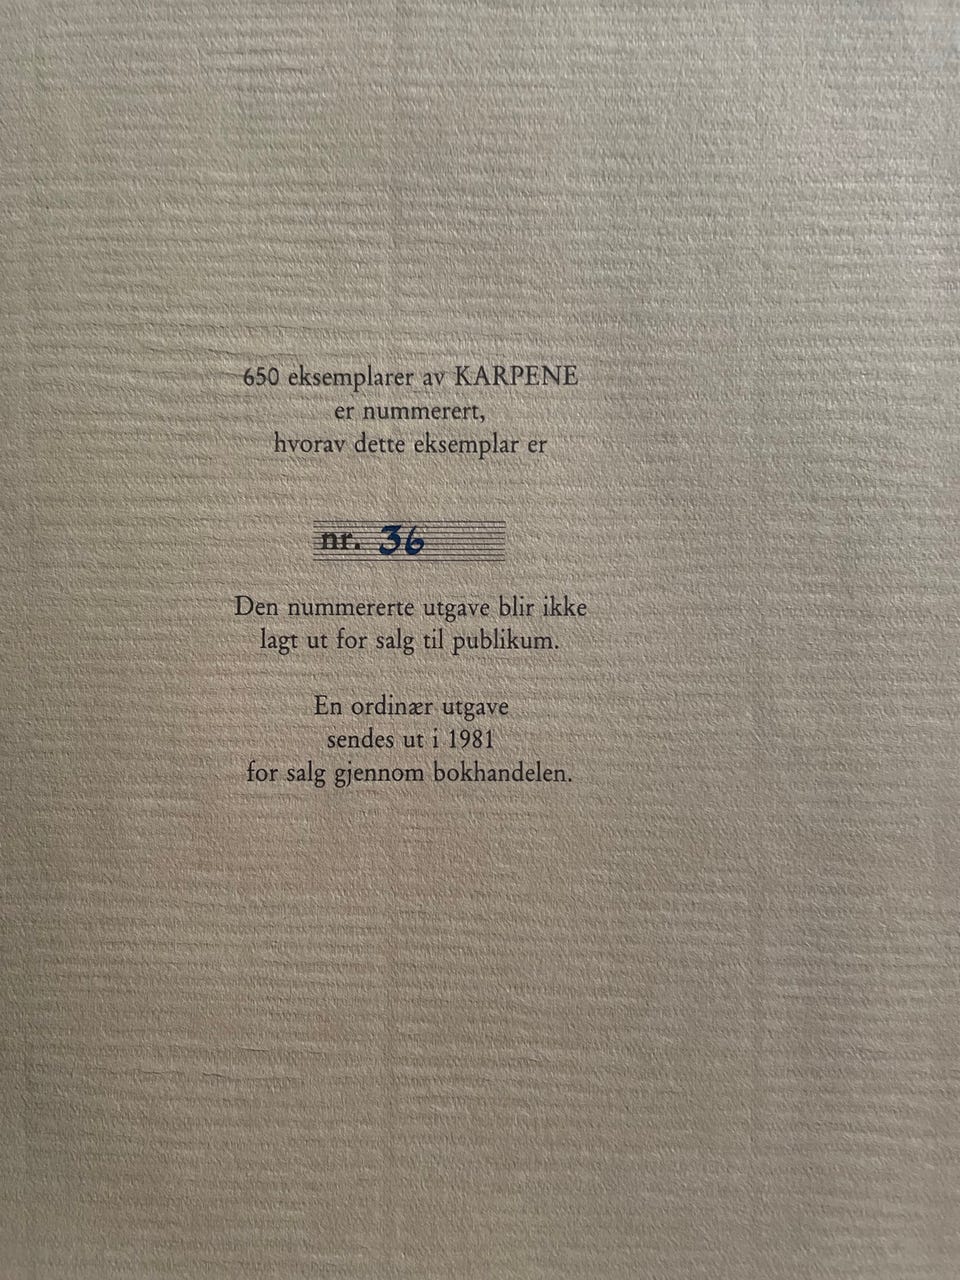 650 eksemplarer av KARPENE
er nummerert,
hvorav dette eksemplar er
nr. 36
Den nummererte utgave blir ikke
lagt ut for salg til publikum.
En ordinær utgave
sendes ut i 1981
for salg gjennom bokhandelen.